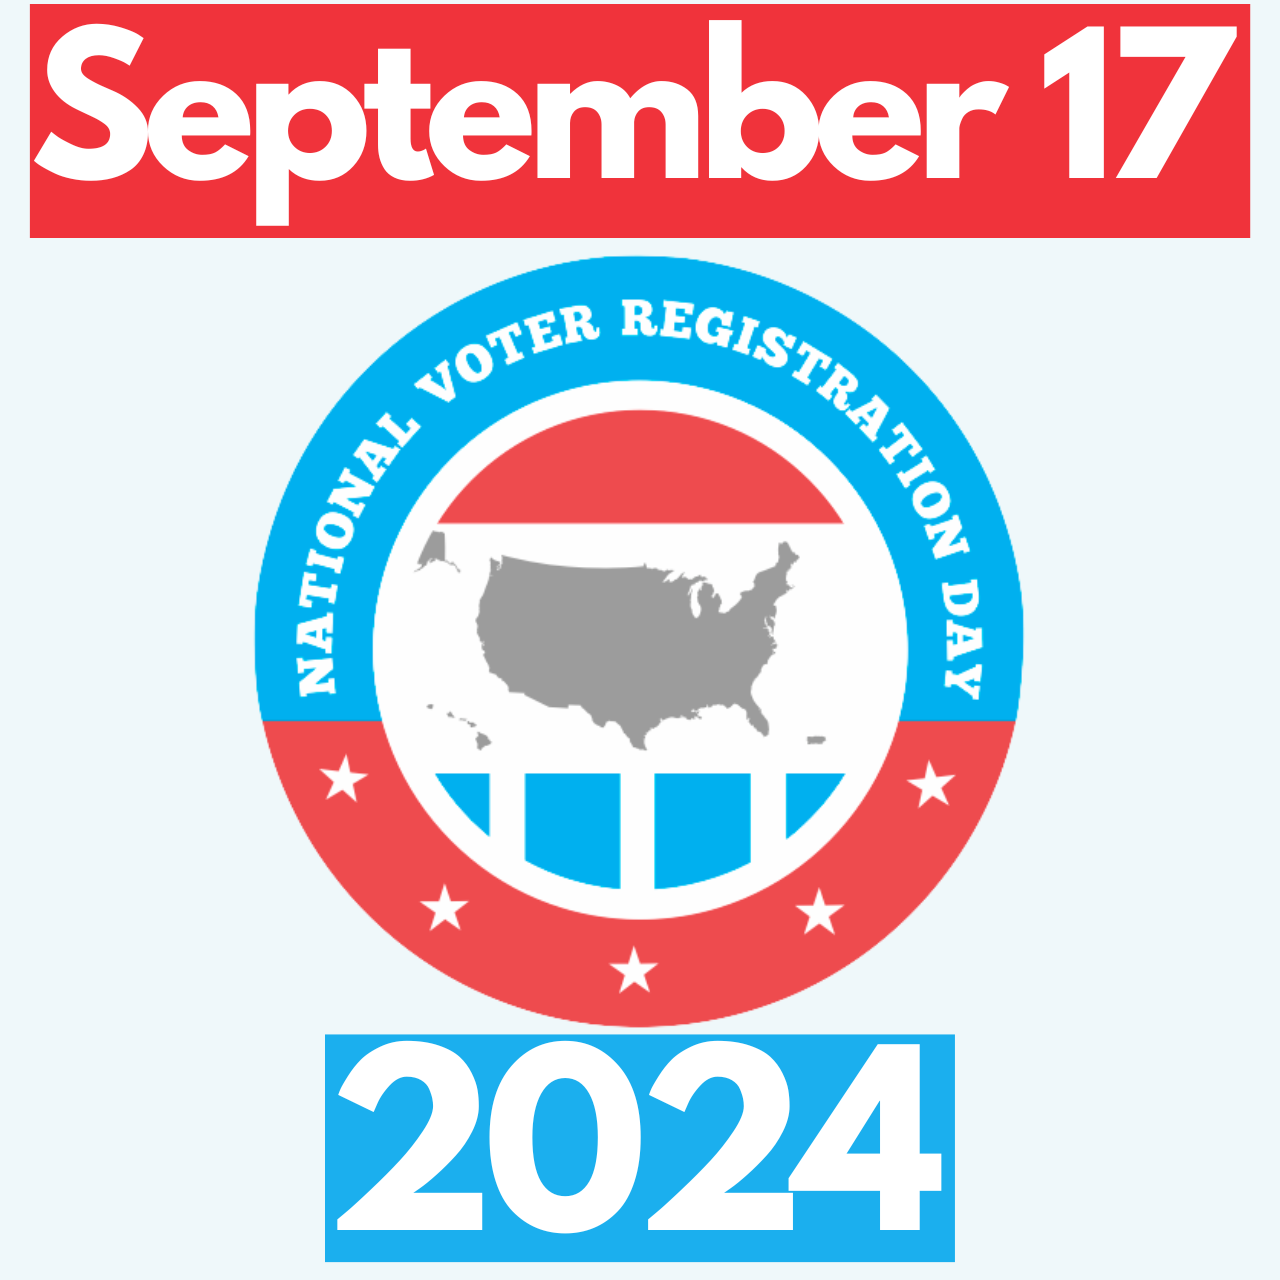 September 17
NATIONAL VOTER REGISTRATION DAY
2024